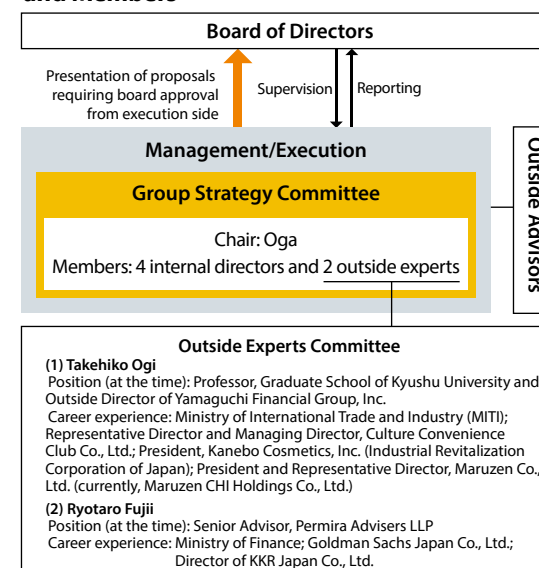 and Members
Board of Directors
Presentation of proposals
requiring board approval
from execution side
Supervision
Reporting
Management/Execution
Group Strategy Committee
Chair: Oga
Members: 4 internal directors and 2 outside experts
Outside Advisors
Outside Experts Committee
(1) Takehiko Ogi
Position (at the time): Professor, Graduate School of Kyushu University and
Outside Director of Yamaguchi Financial Group, Inc.
Career experience: Ministry of International Trade and Industry (MITI);
Representative Director and Managing Director, Culture Convenience
Club Co., Ltd.; President, Kanebo Cosmetics, Inc. (Industrial Revitalization
Corporation of Japan); President and Representative Director, Maruzen Co.,
Ltd. (currently, Maruzen CHI Holdings Co., Ltd.)
(2) Ryotaro Fujii
Position (at the time): Senior Advisor, Permira Advisers LLP
Career experience: Ministry of Finance; Goldman Sachs Japan Co., Ltd.;
Director of KKR Japan Co., Ltd.